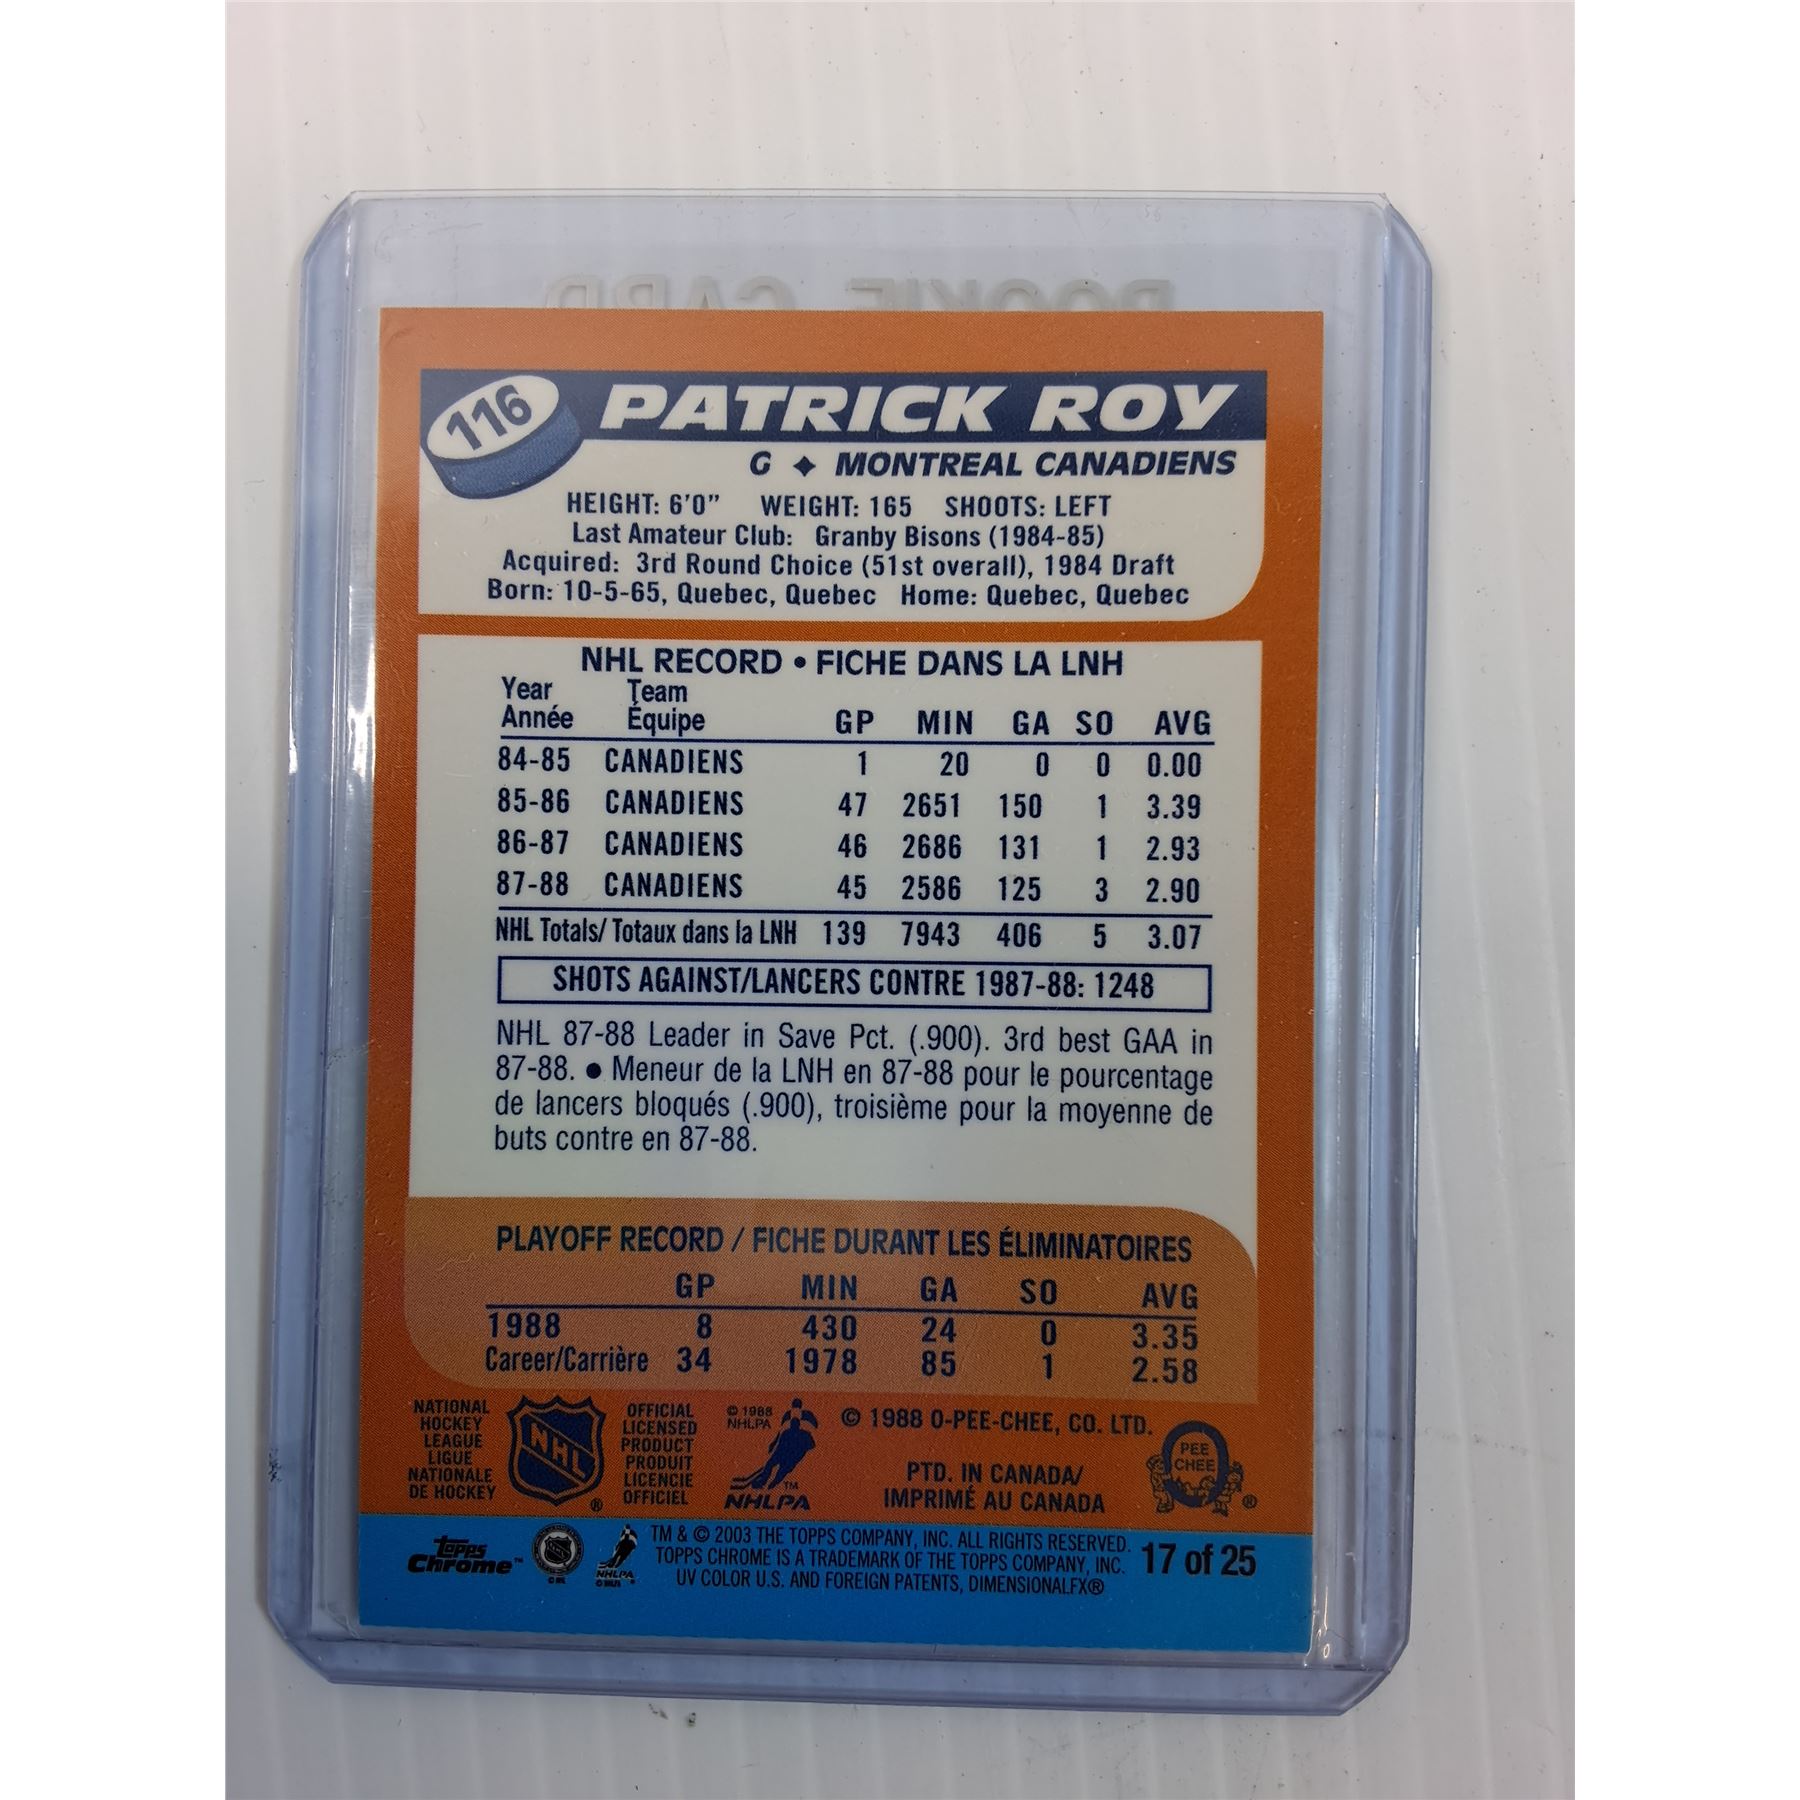 ROOKIE CARD
116
PATRICK ROY
G ✦ MONTREAL CANADIENS
HEIGHT: 6'0" WEIGHT: 165 SHOOTS: LEFT
Last Amateur Club: Granby Bisons (1984-85)
Acquired: 3rd Round Choice (51st overall), 1984 Draft
Born: 10-5-65, Quebec, Quebec Home: Quebec, Quebec
NHL RECORD • FICHE DANS LA LNH
Year Team
Année Équipe GP MIN GA SO AVG
84-85 CANADIENS 1 20 0 0 0.00
85-86 CANADIENS 47 2651 150 1 3.39
86-87 CANADIENS 46 2686 131 1 2.93
87-88 CANADIENS 45 2586 125 3 2.90
NHL Totals/ Totaux dans la LNH 139 7943 406 5 3.07
SHOTS AGAINST/LANCERS CONTRE 1987-88: 1248
NHL 87-88 Leader in Save Pct. (.900). 3rd best GAA in
87-88. • Meneur de la LNH en 87-88 pour le pourcentage
de lancers bloqués (.900), troisième pour la moyenne de
buts contre en 87-88.
PLAYOFF RECORD / FICHE DURANT LES ÉLIMINATOIRES
GP MIN GA SO AVG
1988 8 430 24 0 3.35
Career/Carrière 34 1978 85 1 2.58
NATIONAL
HOCKEY
LEAGUE
LIGUE
NATIONALE
DE HOCKEY
NHL ®
OFFICIAL
LICENSED
PRODUCT
PRODUIT
LICENCIE
OFFICIEL
© 1988
NHLPA
™
NHLPA
© 1988 O-PEE-CHEE, CO. LTD.
PTD. IN CANADA/
IMPRIMÉ AU CANADA
PEE
CHEE
®
topps
Chrome™
NHLPA
TM & © 2003 THE TOPPS COMPANY, INC. ALL RIGHTS RESERVED.
TOPPS CHROME IS A TRADEMARK OF THE TOPPS COMPANY, INC.
UV COLOR U.S. AND FOREIGN PATENTS, DIMENSIONALFX®
17 of 25